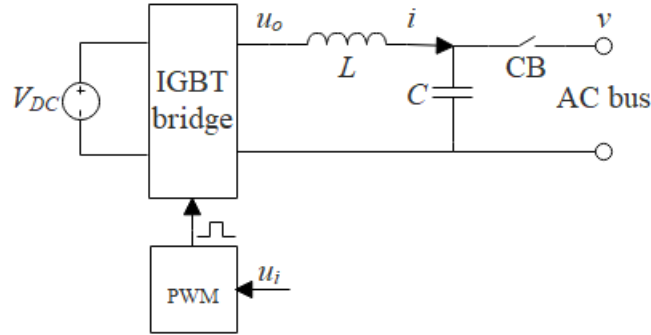 u_o
i
v
V_DC
IGBT
bridge
L
C
CB
AC bus
PWM
u_i